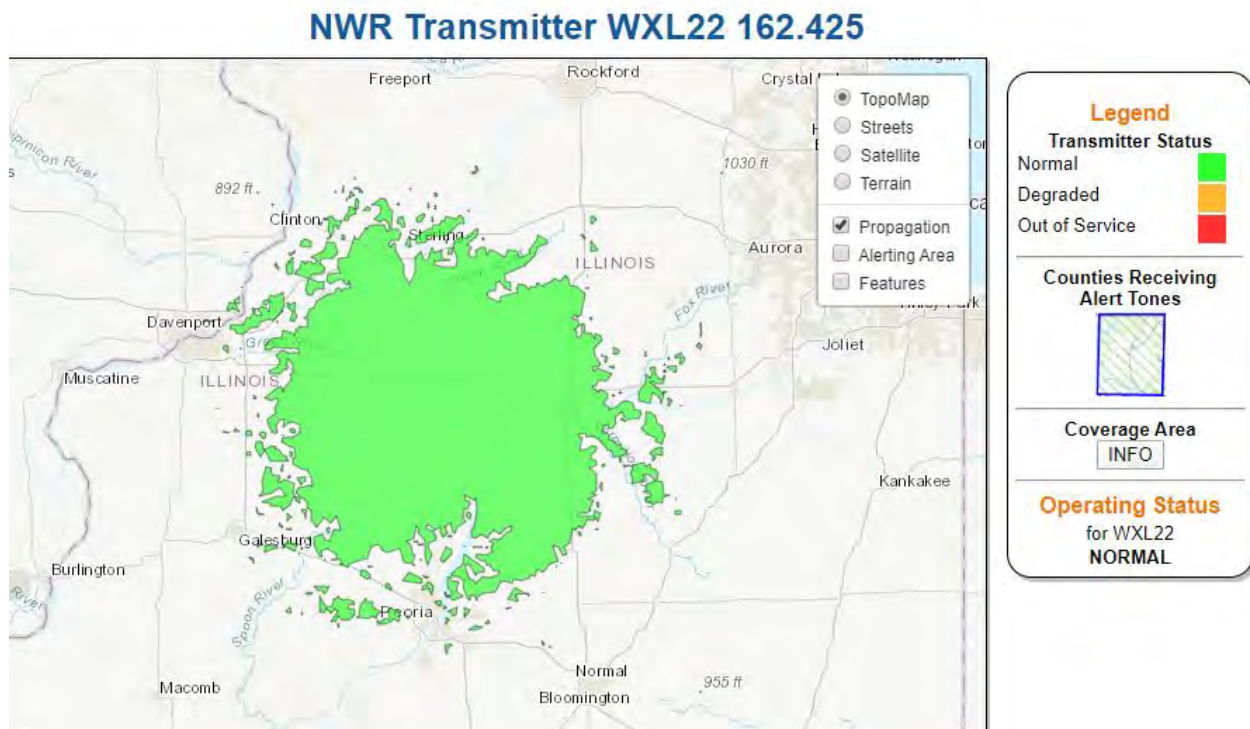 NWR Transmitter WXL22 162.425
Freeport
Rockford
Crystal
TopoMap
Streets
Satellite
Terrain
Propagation
Alerting Area
Features
1030 ft
892 ft
River
Clinton
Sterling
ILLINOIS
Aurora
Fox River
Davenport
Joliet
Muscatine
ILLINOIS
Kankakee
Galesburg
Burlington
River
Spoon River
Peoria
Normal
Bloomington
Macomb
955 ft
Legend
Transmitter Status
Normal
Degraded
Out of Service
Counties Receiving
Alert Tones
Coverage Area
INFO
Operating Status
for WXL22
NORMAL